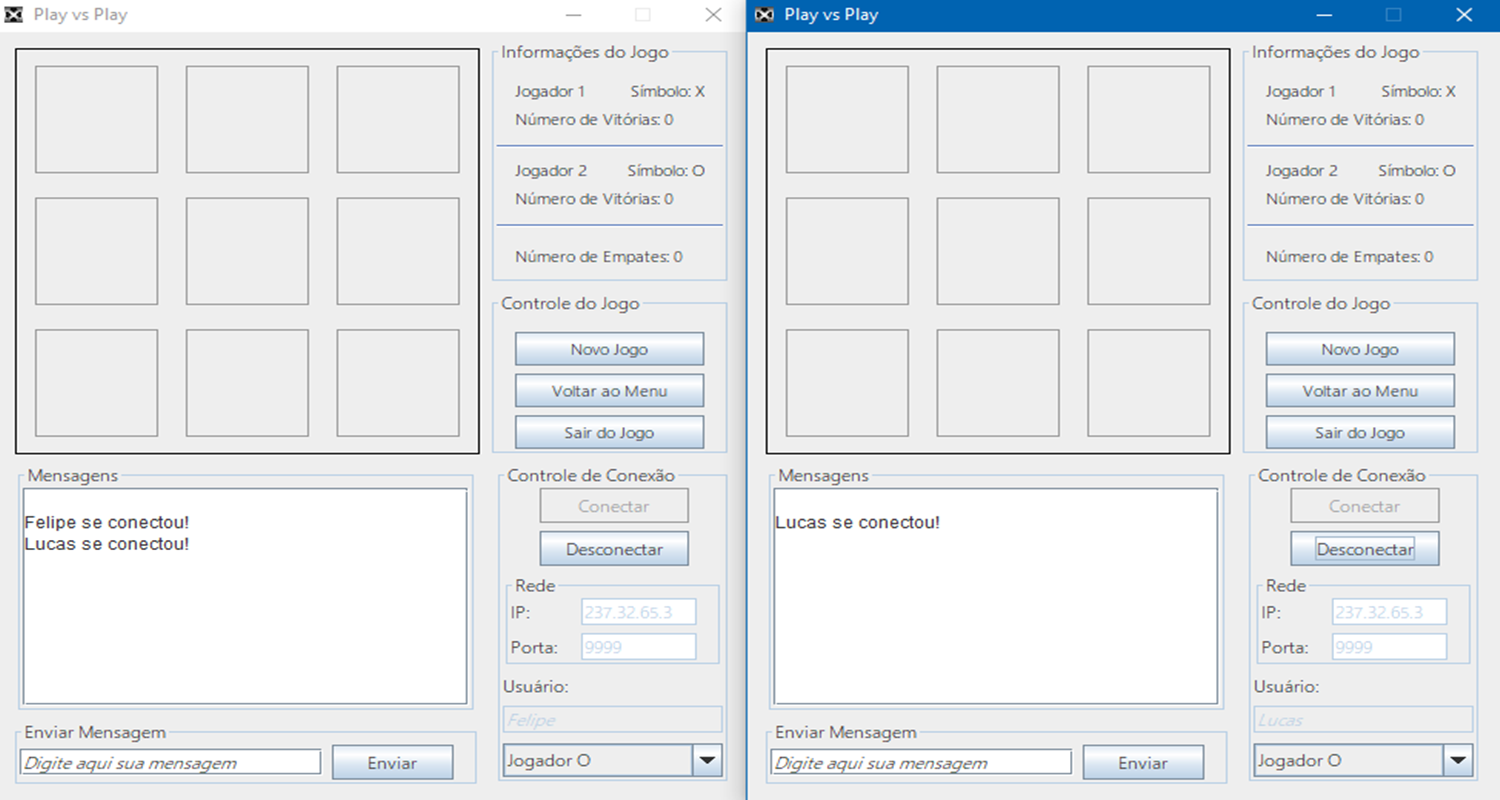 Play vs Play
Informações do Jogo
Jogador 1 Símbolo: X
Número de Vitórias: 0
Jogador 2 Símbolo: O
Número de Vitórias: 0
Número de Empates: 0
Controle do Jogo
Novo Jogo
Voltar ao Menu
Sair do Jogo
Mensagens
Felipe se conectou!
Lucas se conectou!
Enviar Mensagem
Digite aqui sua mensagem
Enviar
Controle de Conexão
Conectar
Desconectar
Rede
IP: 237.32.65.3
Porta: 9999
Usuário:
Felipe
Jogador O
Play vs Play
Informações do Jogo
Jogador 1 Símbolo: X
Número de Vitórias: 0
Jogador 2 Símbolo: O
Número de Vitórias: 0
Número de Empates: 0
Controle do Jogo
Novo Jogo
Voltar ao Menu
Sair do Jogo
Mensagens
Lucas se conectou!
Enviar Mensagem
Digite aqui sua mensagem
Enviar
Controle de Conexão
Conectar
Desconectar
Rede
IP: 237.32.65.3
Porta: 9999
Usuário:
Lucas
Jogador O